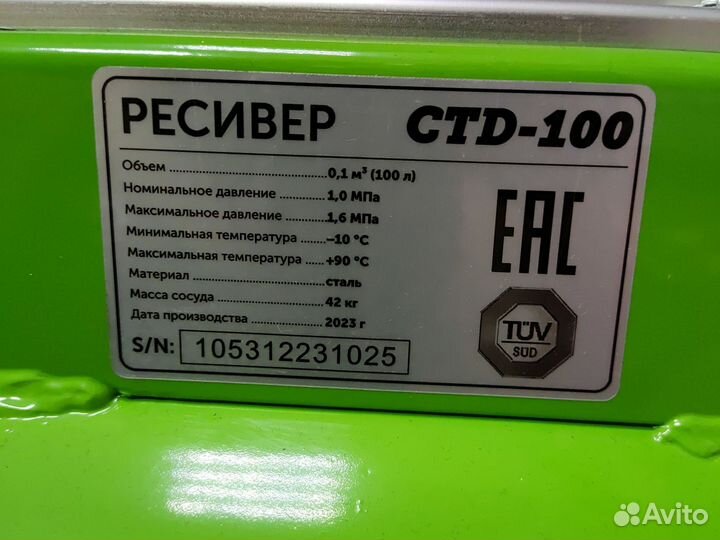 РЕСИВЕР CTD-100
Объем ........ 0,1 м³ (100 л)
Номинальное давление ........ 1,0 МПа
Максимальное давление ........ 1,6 МПа
Минимальная температура ........ –10 °C
Максимальная температура ........ +90 °C
Материал ........ сталь
Масса сосуда ........ 42 кг
Дата производства ........ 2023 г
S/N: 105312231025
EAC
TÜV
SÜD
Avito